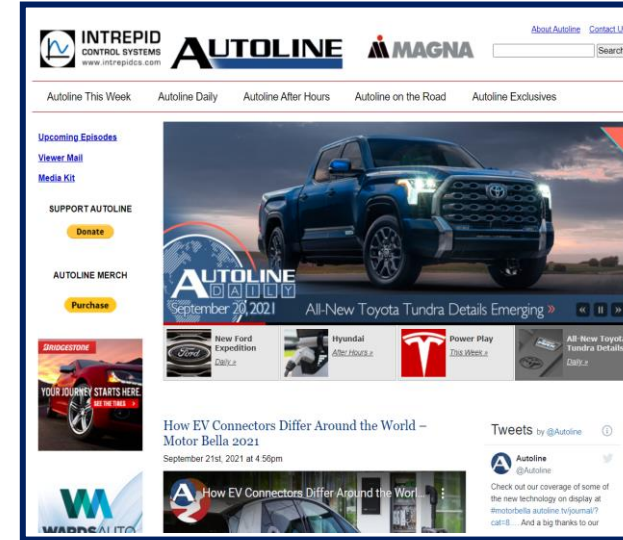 INTREPID
CONTROL SYSTEMS
www.intrepidcs.com
AUTOLINE
MAGNA
About Autoline Contact U
Search
Autoline This Week Autoline Daily Autoline After Hours Autoline on the Road Autoline Exclusives
Upcoming Episodes
Viewer Mail
Media Kit
SUPPORT AUTOLINE
Donate
AUTOLINE MERCH
Purchase
AUTOLINE
DAILY
September 20, 2021 All-New Toyota Tundra Details Emerging »
New Ford
Expedition
Daily »
Hyundai
After Hours »
Power Play
This Week »
All-New Toyota
Tundra Details
Daily »
Ford
BRIDGESTONE
YOUR JOURNEY STARTS HERE.
SEE THE TIRES >
How EV Connectors Differ Around the World –
Motor Bella 2021
September 21st, 2021 at 4:56pm
How EV Connectors Differ Around the Worl...
WARDSAUTO
Tweets by @Autoline
Autoline
@Autoline
Check out our coverage of some of
the new technology on display at
#motorbella autoline.tv/journal/?
cat=8.... And a big thanks to our